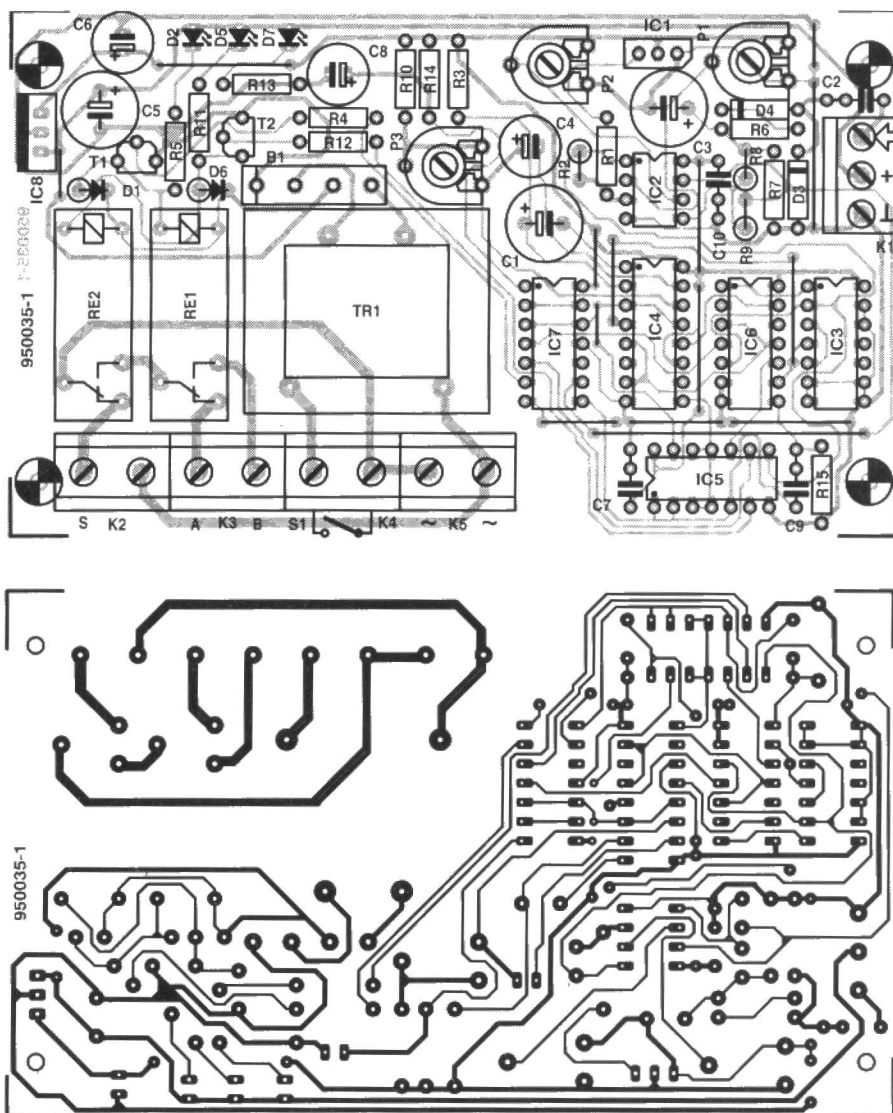 C6
D2 D5 D7
IC1
P1
C8
R10
R14
R3
P2
R13
C2
C5
R11
R4
T2
R12
R5
P3
C4
D4
R6
T1
R2
R1
C3
R8
IC8
D1
D6
B1
IC2
R7
D3
C10
R9
+
K1
C1
950035-1
950035-1
RE2
RE1
TR1
IC7
IC4
IC6
IC3
IC5
R15
C7
C9
S K2 A K3 B S1 K4 ~ K5 ~
950035-1